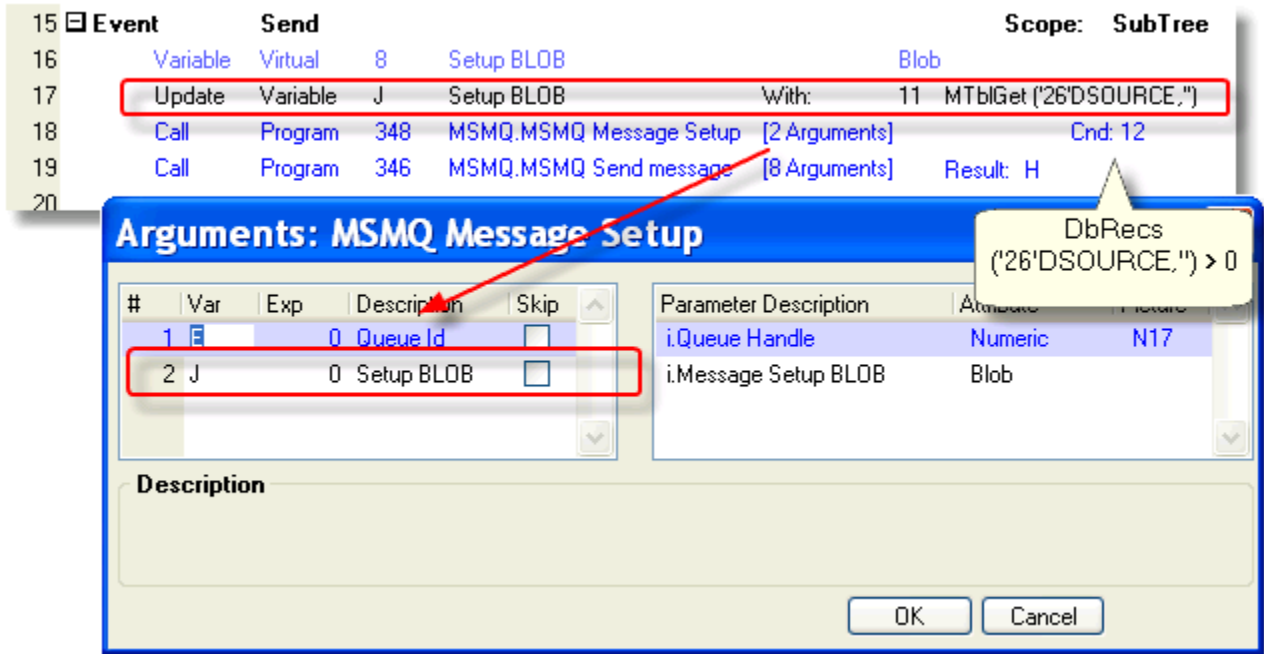 15 Event Send Scope: SubTree
16 Variable Virtual 8 Setup BLOB Blob
17 Update Variable J Setup BLOB With: 11 MTblGet ('26'DSOURCE,'')
18 Call Program 348 MSMQ.MSMQ Message Setup [2 Arguments] Cnd: 12
19 Call Program 346 MSMQ.MSMQ Send message [8 Arguments] Result: H
20
DbRecs
('26'DSOURCE,'') > 0
Arguments: MSMQ Message Setup
# Var Exp Description Skip
1 E 0 Queue Id
2 J 0 Setup BLOB
Parameter Description Attribute Picture
i.Queue Handle Numeric N17
i.Message Setup BLOB Blob
Description
OK Cancel